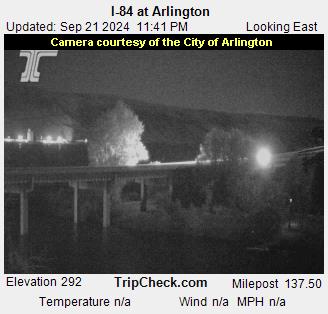 I-84 at Arlington
Updated: Sep 21 2024 11:41 PM Looking East
Camera courtesy of the City of Arlington
Elevation 292 TripCheck.com Milepost 137.50
Temperature n/a Wind n/a MPH n/a